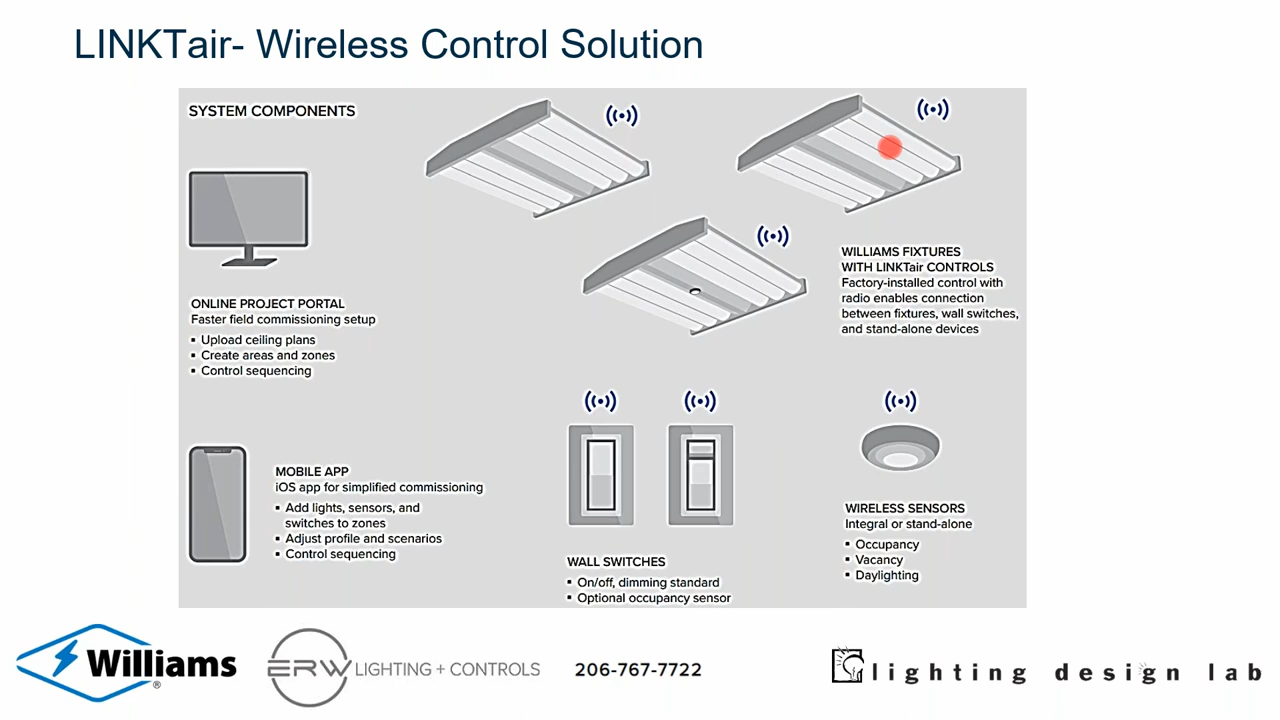 LINKTair- Wireless Control Solution
SYSTEM COMPONENTS
ONLINE PROJECT PORTAL
Faster field commissioning setup
▪ Upload ceiling plans
▪ Create areas and zones
▪ Control sequencing
WILLIAMS FIXTURES
WITH LINKTair CONTROLS
Factory-installed control with
radio enables connection
between fixtures, wall switches,
and stand-alone devices
MOBILE APP
iOS app for simplified commissioning
▪ Add lights, sensors, and
switches to zones
▪ Adjust profile and scenarios
▪ Control sequencing
WALL SWITCHES
▪ On/off, dimming standard
▪ Optional occupancy sensor
WIRELESS SENSORS
Integral or stand-alone
▪ Occupancy
▪ Vacancy
▪ Daylighting
Williams®
ERW LIGHTING + CONTROLS
206-767-7722
lighting design lab